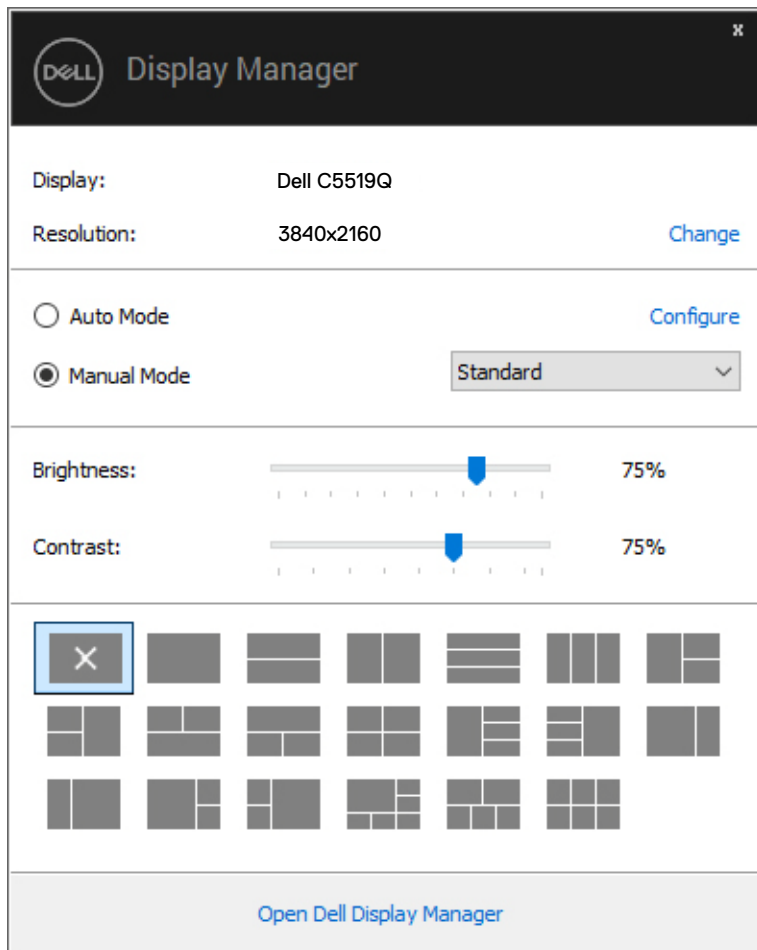 x
DELL Display Manager
Display: Dell C5519Q
Resolution: 3840x2160 Change
Auto Mode Configure
Manual Mode Standard
Brightness: 75%
Contrast: 75%
Open Dell Display Manager